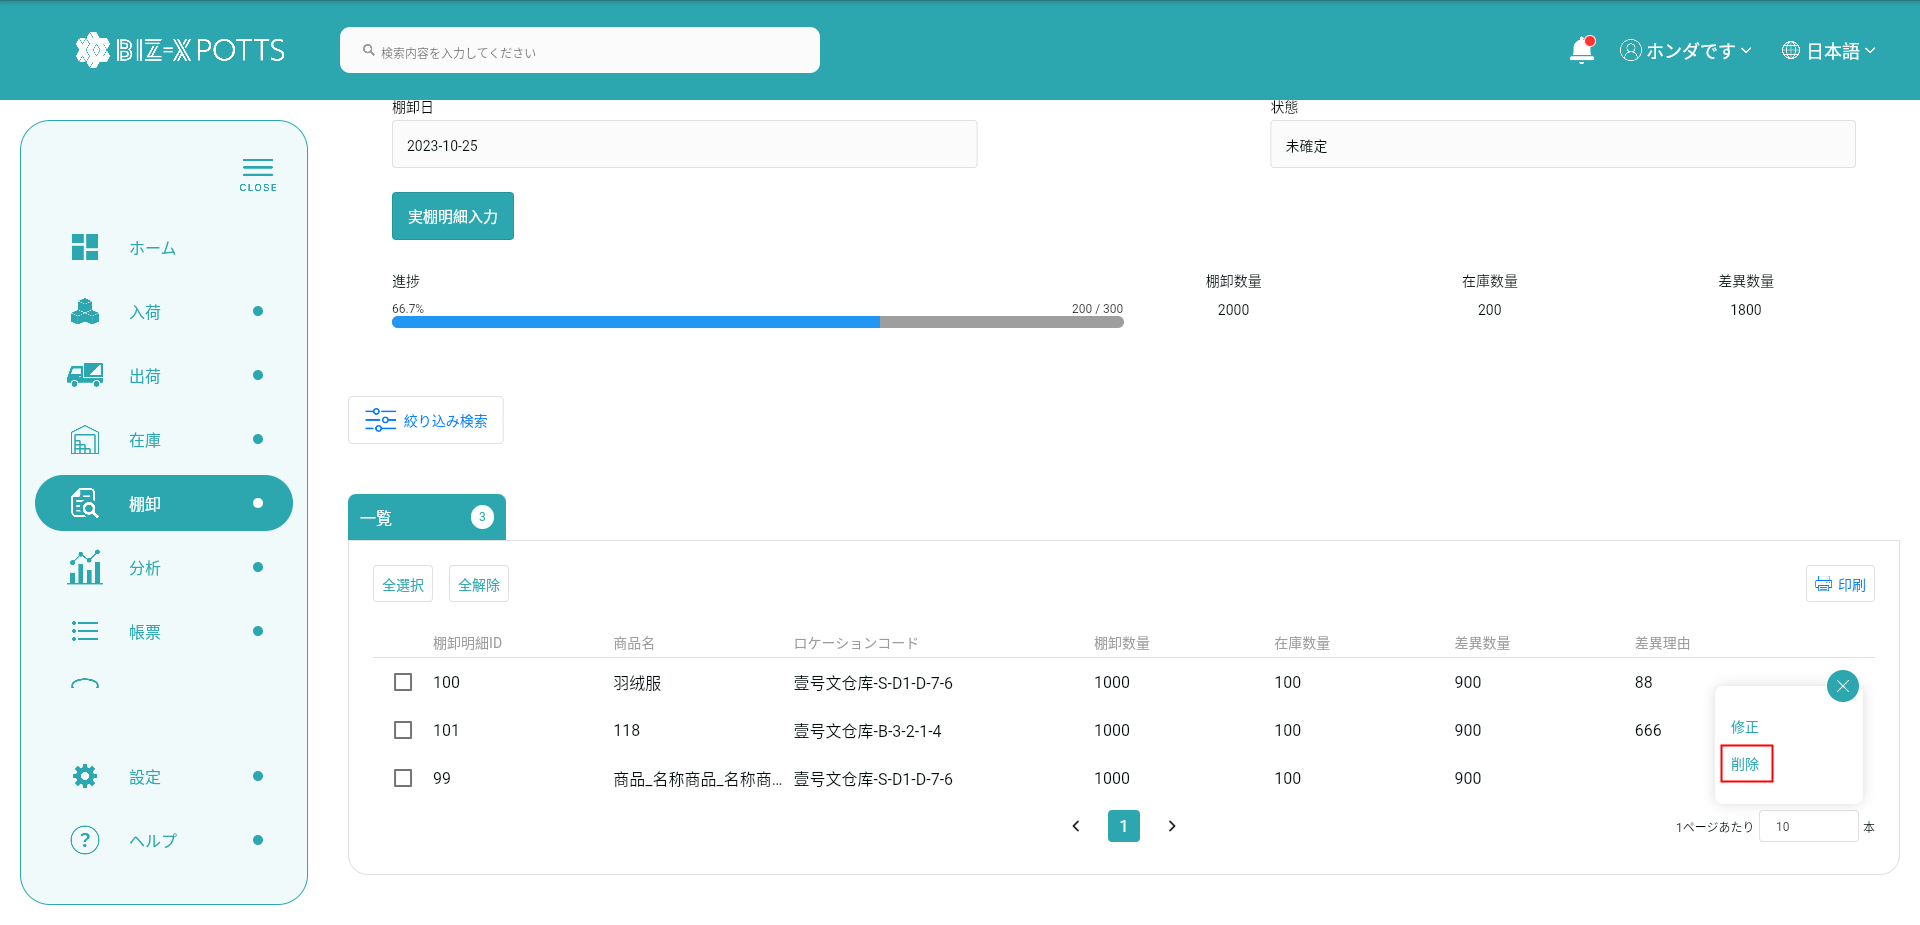 BIZ-X POTTS
検索内容を入力してください
ホンダです
日本語
CLOSE
ホーム
入荷
出荷
在庫
棚卸
分析
帳票
設定
ヘルプ
棚卸日
状態
2023-10-25
未確定
実棚明細入力
進捗
棚卸数量
在庫数量
差異数量
66.7%
200 / 300
2000
200
1800
絞り込み検索
一覧
3
全選択
全解除
印刷
棚卸明細ID 商品名 ロケーションコード 棚卸数量 在庫数量 差異数量 差異理由
100 羽绒服 壹号文仓库-S-D1-D-7-6 1000 100 900 88
101 118 壹号文仓库-B-3-2-1-4 1000 100 900 666
99 商品_名称商品_名称商... 壹号文仓库-S-D1-D-7-6 1000 100 900
修正
削除
1
1ページあたり 10 本